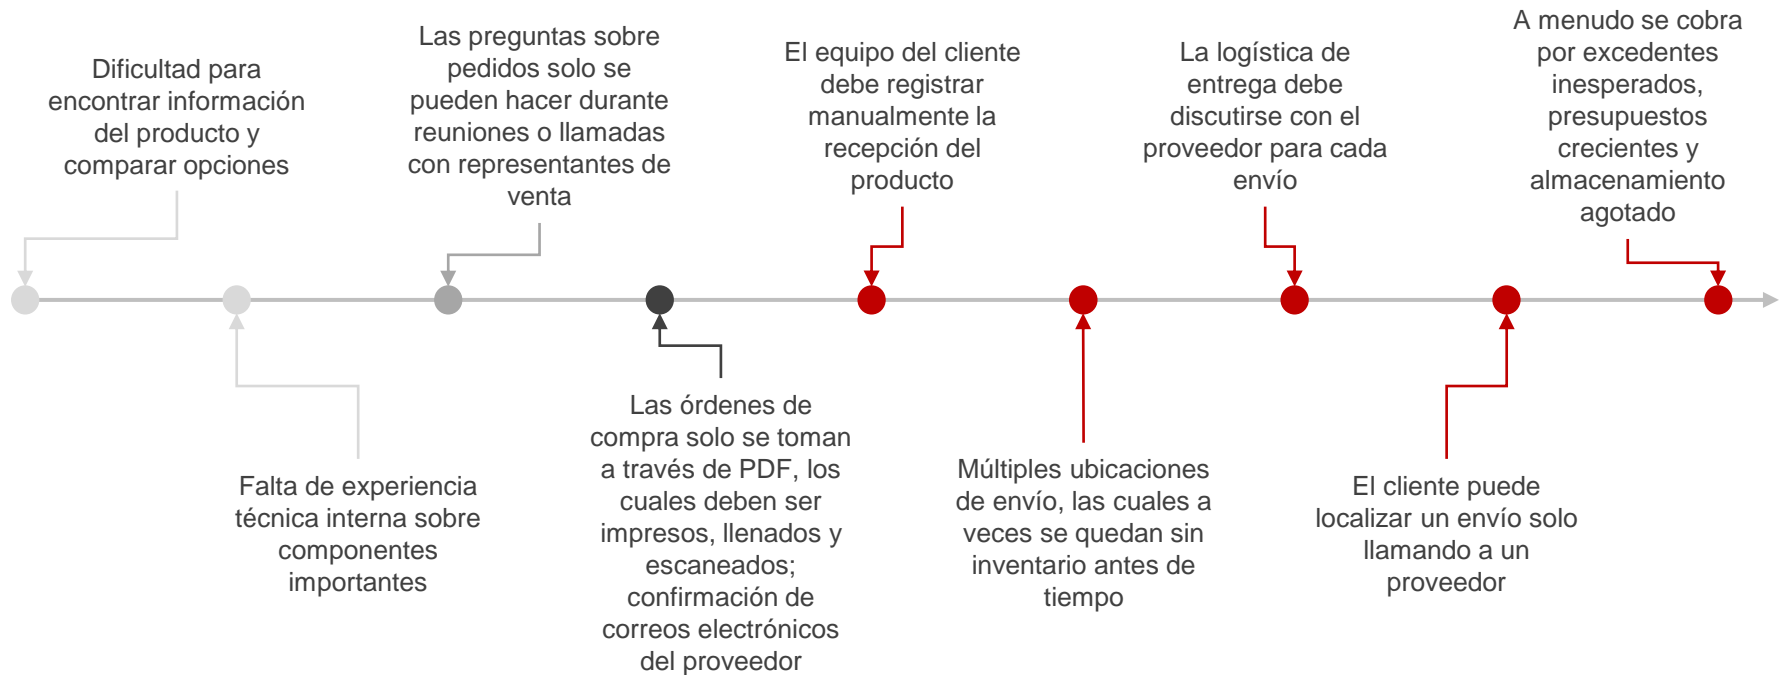 Dificultad para
encontrar información
del producto y
comparar opciones
Falta de experiencia
técnica interna sobre
componentes
importantes
Las preguntas sobre
pedidos solo se
pueden hacer durante
reuniones o llamadas
con representantes de
venta
Las órdenes de
compra solo se toman
a través de PDF, los
cuales deben ser
impresos, llenados y
escaneados;
confirmación de
correos electrónicos
del proveedor
El equipo del cliente
debe registrar
manualmente la
recepción del
producto
Múltiples ubicaciones
de envío, las cuales a
veces se quedan sin
inventario antes de
tiempo
La logística de
entrega debe
discutirse con el
proveedor para cada
envío
El cliente puede
localizar un envío solo
llamando a un
proveedor
A menudo se cobra
por excedentes
inesperados,
presupuestos
crecientes y
almacenamiento
agotado